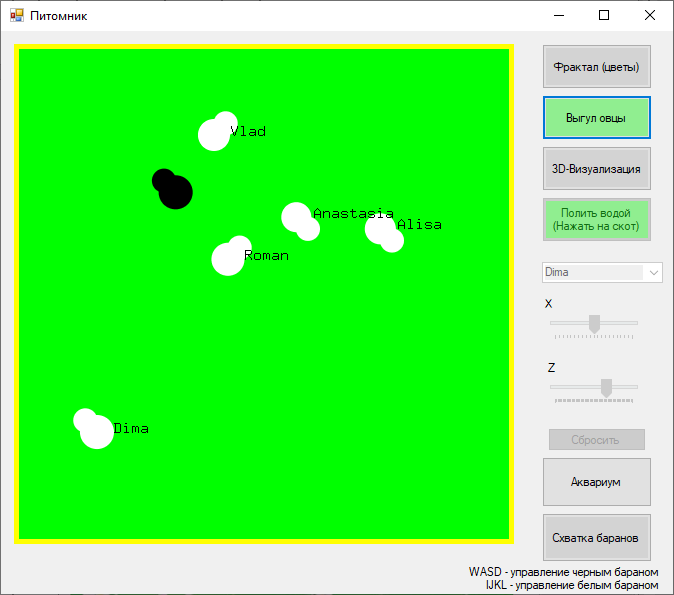 Питомник
Фрактал (цветы)
Vlad
Выгул овцы
3D-Визуализация
Anastasia
Alisa
Полить водой
(Нажать на скот)
Roman
Dima
X
Z
Dima
Сбросить
Аквариум
Схватка баранов
WASD - управление черным бараном
IJKL - управление белым бараном